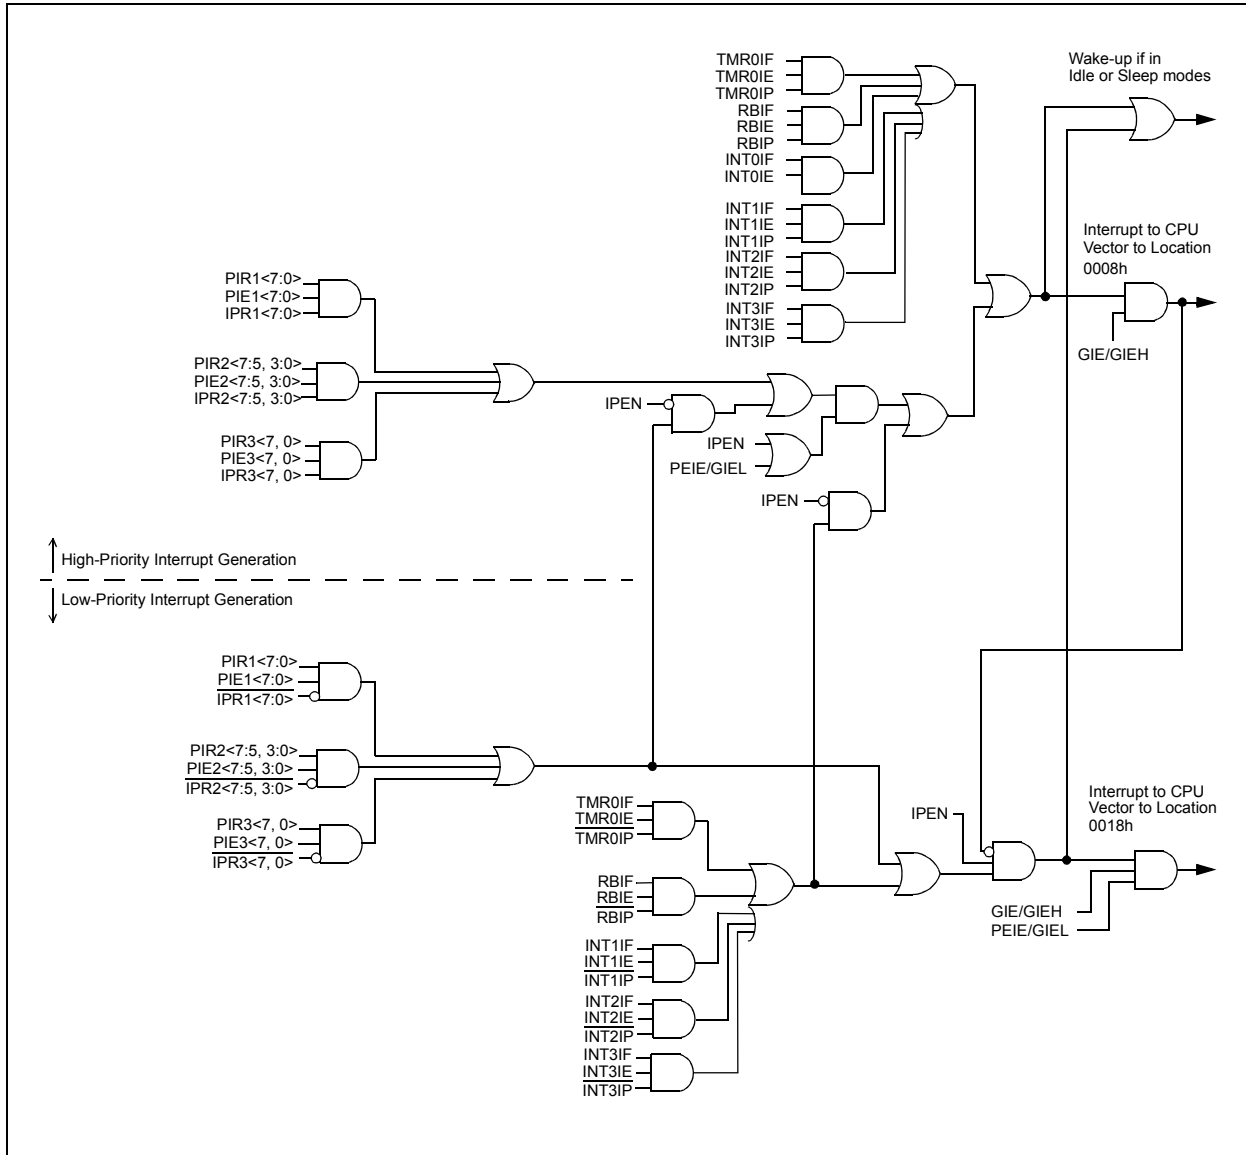 TMR0IF
TMR0IE
TMR0IP
RBIF
RBIE
RBIP
INT0IF
INT0IE
INT1IF
INT1IE
INT1IP
INT2IF
INT2IE
INT2IP
INT3IF
INT3IE
INT3IP
Wake-up if in
Idle or Sleep modes
Interrupt to CPU
Vector to Location
0008h
GIE/GIEH
PIR1<7:0>
PIE1<7:0>
IPR1<7:0>
PIR2<7:5, 3:0>
PIE2<7:5, 3:0>
IPR2<7:5, 3:0>
PIR3<7, 0>
PIE3<7, 0>
IPR3<7, 0>
IPEN
IPEN
PEIE/GIEL
IPEN
High-Priority Interrupt Generation
Low-Priority Interrupt Generation
PIR1<7:0>
PIE1<7:0>
IPR1<7:0>
PIR2<7:5, 3:0>
PIE2<7:5, 3:0>
IPR2<7:5, 3:0>
PIR3<7, 0>
PIE3<7, 0>
IPR3<7, 0>
TMR0IF
TMR0IE
TMR0IP
RBIF
RBIE
RBIP
INT1IF
INT1IE
INT1IP
INT2IF
INT2IE
INT2IP
INT3IF
INT3IE
INT3IP
IPEN
Interrupt to CPU
Vector to Location
0018h
GIE/GIEH
PEIE/GIEL